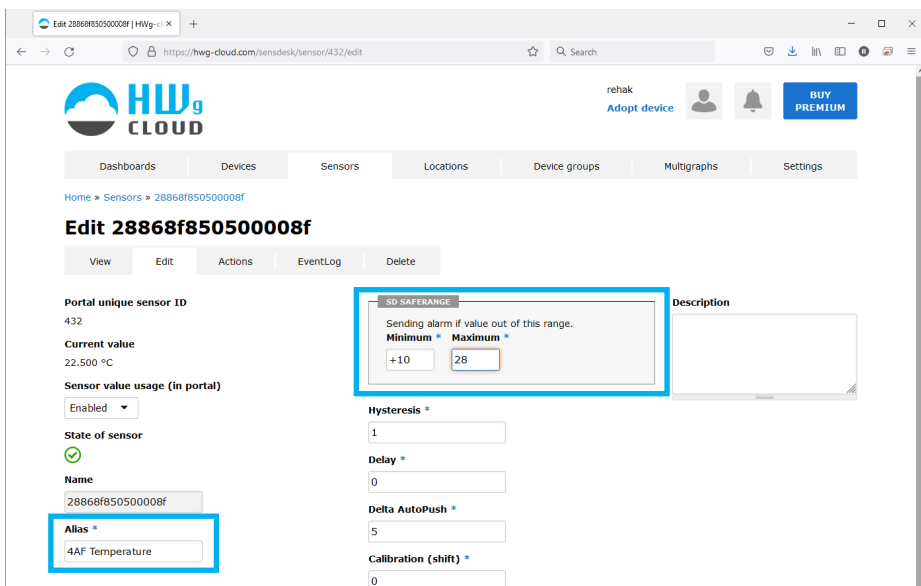 Edit 28868f850500008f | HWg-cl
https://hwg-cloud.com/sensdesk/sensor/432/edit
Search
R
HWg
CLOUD
rehak
Adopt device
BUY
PREMIUM
Dashboards Devices Sensors Locations Device groups Multigraphs Settings
Home » Sensors » 28868f850500008f
Edit 28868f850500008f
View Edit Actions EventLog Delete
Portal unique sensor ID
432
Current value
22.500 °C
Sensor value usage (in portal)
Enabled
State of sensor
Name
28868f850500008f
Alias *
4AF Temperature
SD SAFERANGE
Sending alarm if value out of this range.
Minimum * Maximum *
+10 28
Hysteresis *
1
Delay *
0
Delta AutoPush *
5
Calibration (shift) *
0
Description